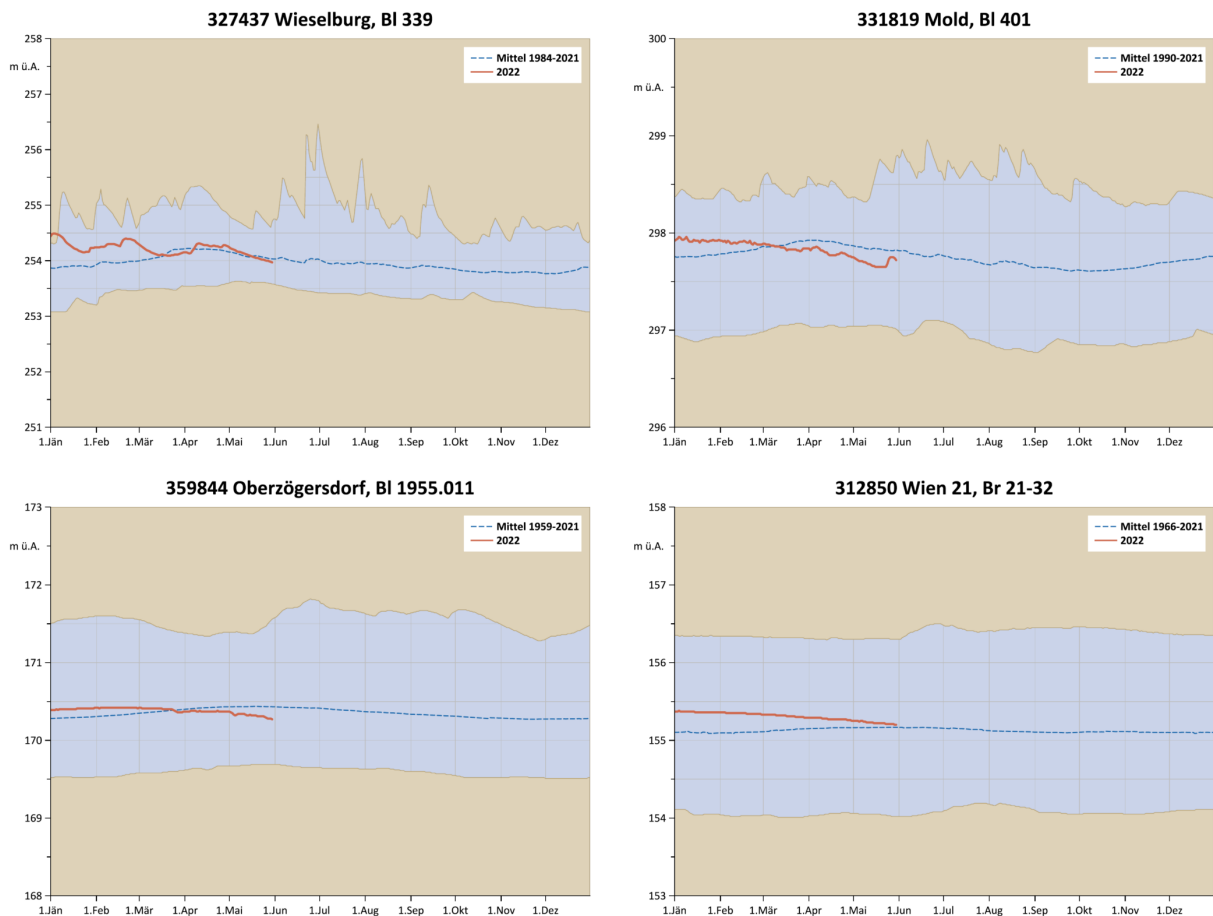 327437 Wieselburg, Bl 339
258
m ü.A.
257
256
255
254
253
252
251
Mittel 1984-2021
2022
1.Jän 1.Feb 1.Mär 1.Apr 1.Mai 1.Jun 1.Jul 1.Aug 1.Sep 1.Okt 1.Nov 1.Dez
331819 Mold, Bl 401
300
m ü.A.
299
298
297
296
Mittel 1990-2021
2022
1.Jän 1.Feb 1.Mär 1.Apr 1.Mai 1.Jun 1.Jul 1.Aug 1.Sep 1.Okt 1.Nov 1.Dez
359844 Oberzögersdorf, Bl 1955.011
173
m ü.A.
172
171
170
169
168
Mittel 1959-2021
2022
1.Jän 1.Feb 1.Mär 1.Apr 1.Mai 1.Jun 1.Jul 1.Aug 1.Sep 1.Okt 1.Nov 1.Dez
312850 Wien 21, Br 21-32
158
m ü.A.
157
156
155
154
153
Mittel 1966-2021
2022
1.Jän 1.Feb 1.Mär 1.Apr 1.Mai 1.Jun 1.Jul 1.Aug 1.Sep 1.Okt 1.Nov 1.Dez